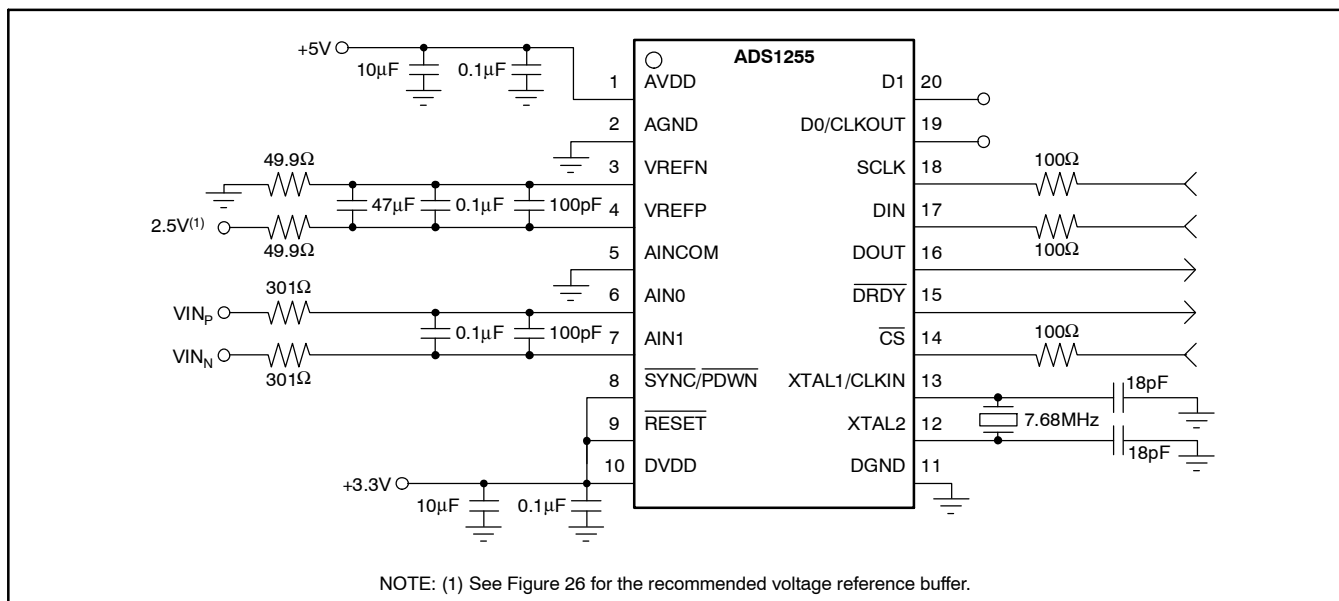 ADS1255
+5V
10μF
0.1μF
1 AVDD
2 AGND
3 VREFN
4 VREFP
5 AINCOM
6 AIN0
7 AIN1
8 SYNC/PDWN
9 RESET
10 DVDD
D1 20
D0/CLKOUT 19
SCLK 18
DIN 17
DOUT 16
DRDY 15
CS 14
XTAL1/CLKIN 13
XTAL2 12
DGND 11
49.9Ω
47μF
0.1μF
100pF
2.5V(1)
49.9Ω
301Ω
VINP
0.1μF
100pF
VINN
301Ω
+3.3V
10μF
0.1μF
100Ω
100Ω
100Ω
18pF
7.68MHz
18pF
NOTE: (1) See Figure 26 for the recommended voltage reference buffer.